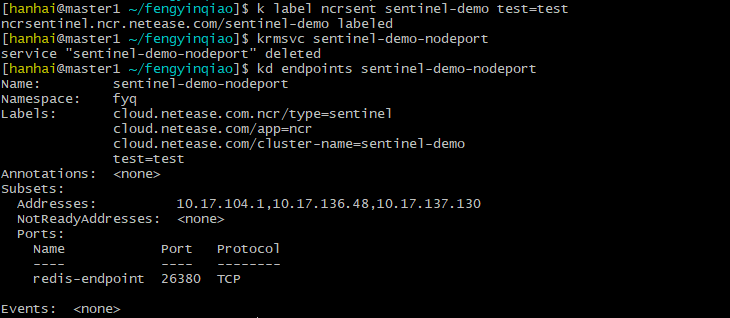 [hanhai@master1 ~/fengyinqiao]$ k label ncrsent sentinel-demo test=test
ncrsentinel.ncr.netease.com/sentinel-demo labeled
[hanhai@master1 ~/fengyinqiao]$ krmsvc sentinel-demo-nodeport
service "sentinel-demo-nodeport" deleted
[hanhai@master1 ~/fengyinqiao]$ kd endpoints sentinel-demo-nodeport
Name:         sentinel-demo-nodeport
Namespace:    fyq
Labels:       cloud.netease.com.ncr/type=sentinel
              cloud.netease.com/app=ncr
              cloud.netease.com/cluster-name=sentinel-demo
              test=test
Annotations:  <none>
Subsets:
  Addresses:          10.17.104.1,10.17.136.48,10.17.137.130
  NotReadyAddresses:  <none>
  Ports:
    Name            Port   Protocol
    ----            ----   --------
    redis-endpoint  26380  TCP
Events:  <none>